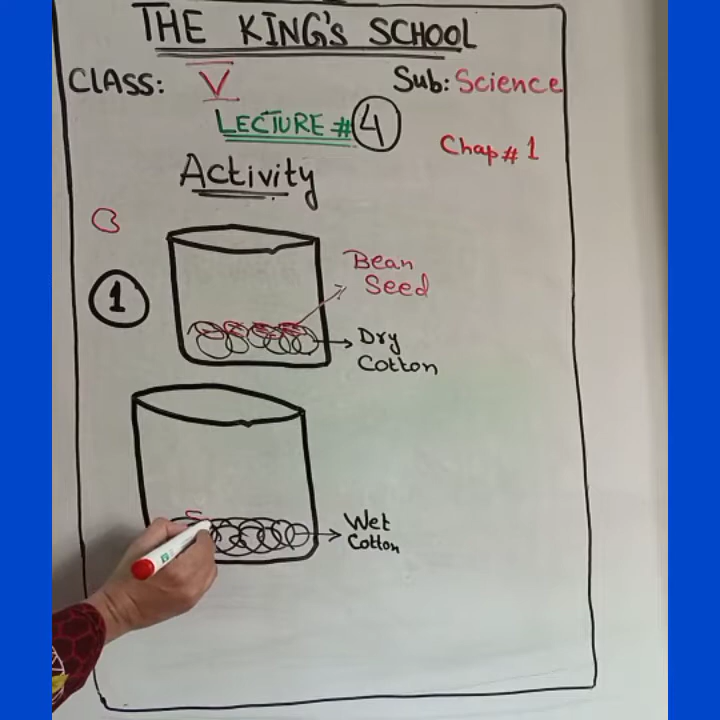 THE KING'S SCHOOL
CLASS: V Sub: Science
LECTURE # 4
Chap # 1
Activity
1
Bean
Seed
Dry
Cotton
Wet
Cotton